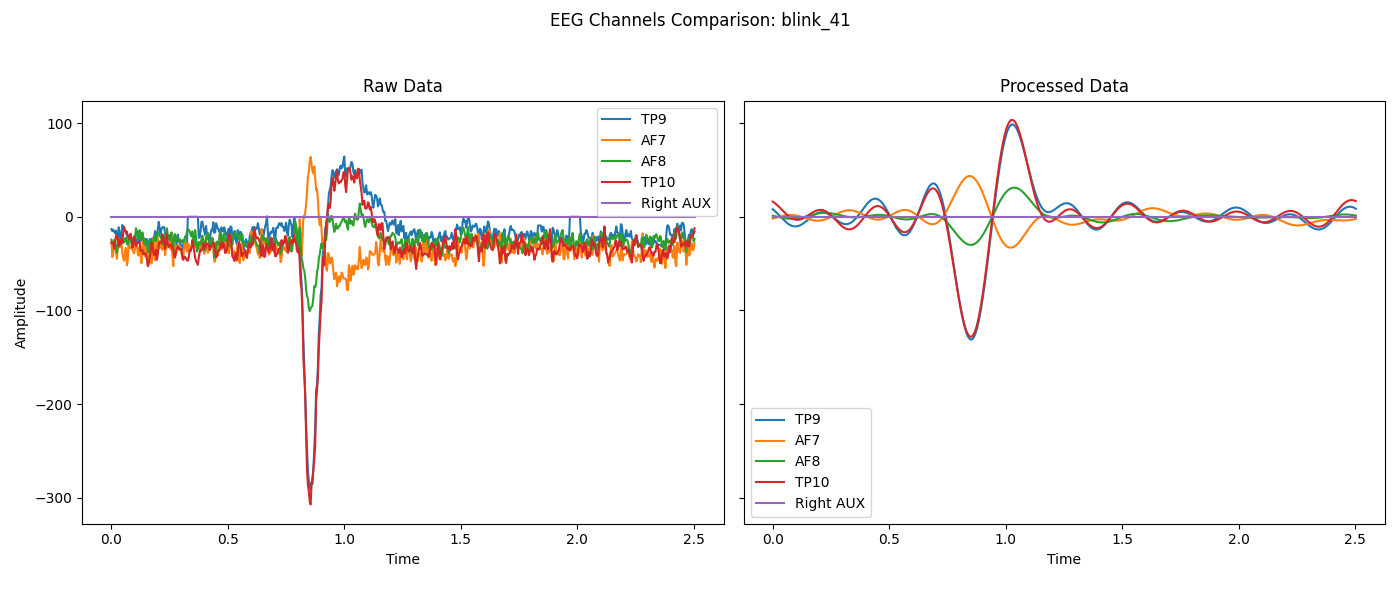 EEG Channels Comparison: blink_41
Raw Data
Amplitude
100
0
−100
−200
−300
TP9
AF7
AF8
TP10
Right AUX
0.0 0.5 1.0 1.5 2.0 2.5
Time
Processed Data
TP9
AF7
AF8
TP10
Right AUX
0.0 0.5 1.0 1.5 2.0 2.5
Time